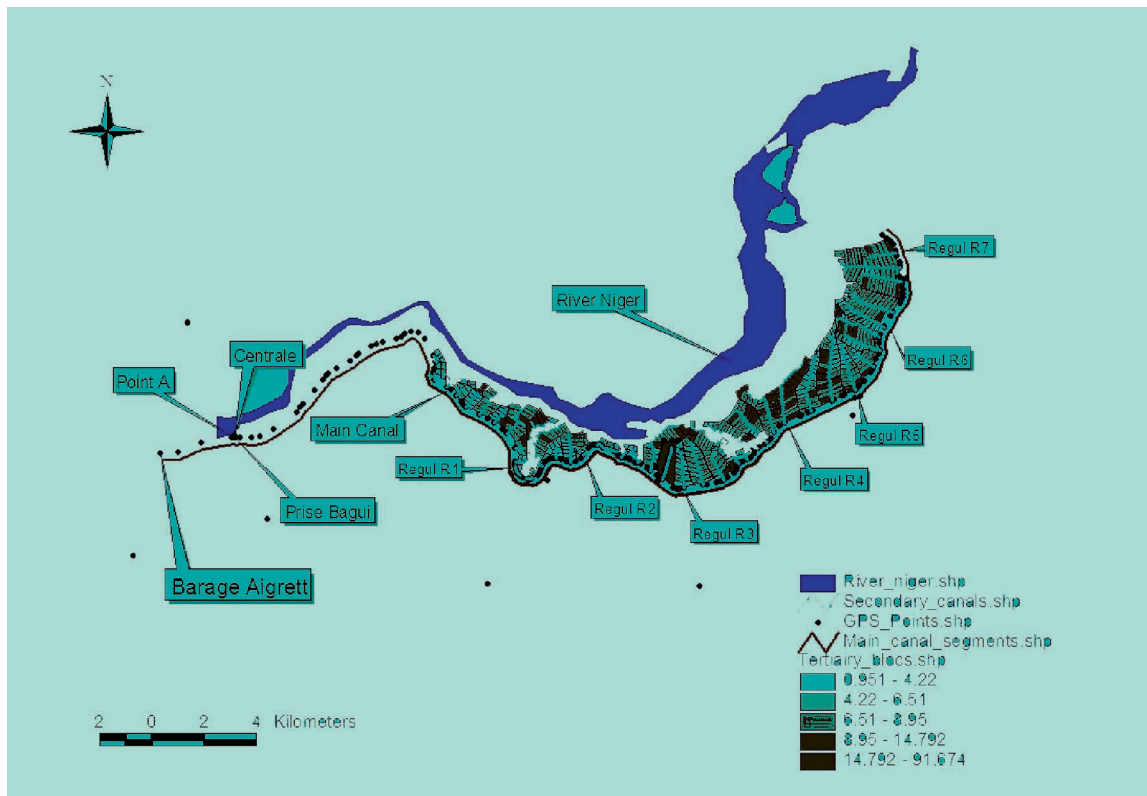 N
Regul R7
River Niger
Centrale
Regul R6
Point A
Main Canal
Regul R5
Regul R1
Regul R4
Prise Bagui
Regul R2
Regul R3
Barage Aigrett
River_niger.shp
Secondary_canals.shp
GPS_Points.shp
Main_canal_segments.shp
Tertiary_blocs.shp
0.951 - 4.22
4.22 - 6.51
6.51 - 8.95
8.95 - 14.792
14.792 - 91.674
2 0 2 4 Kilometers